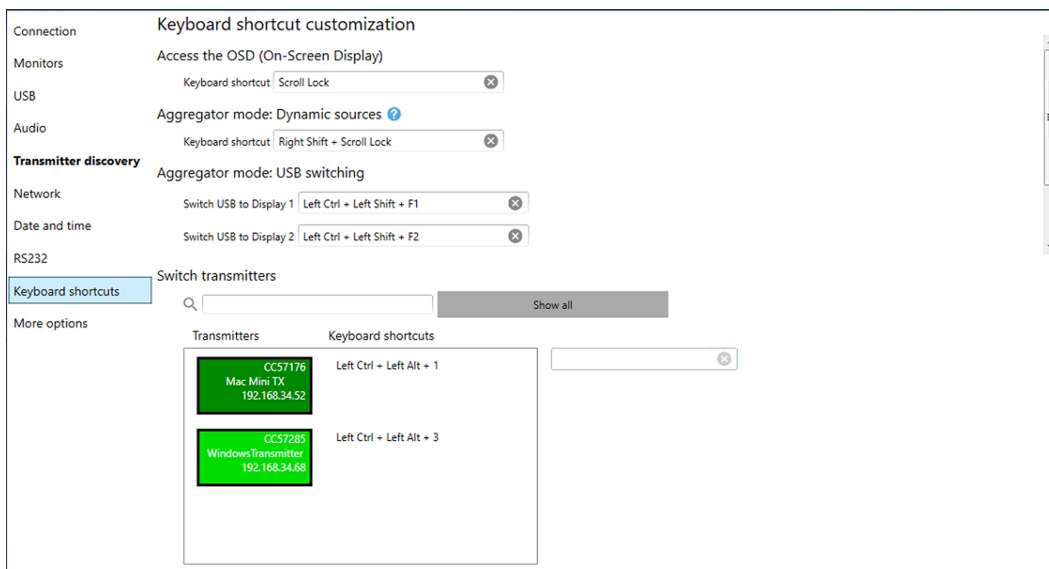 Connection
Monitors
USB
Audio
Transmitter discovery
Network
Date and time
RS232
Keyboard shortcuts
More options
Keyboard shortcut customization
Access the OSD (On-Screen Display)
Keyboard shortcut Scroll Lock
Aggregator mode: Dynamic sources ?
Keyboard shortcut Right Shift + Scroll Lock
Aggregator mode: USB switching
Switch USB to Display 1 Left Ctrl + Left Shift + F1
Switch USB to Display 2 Left Ctrl + Left Shift + F2
Switch transmitters
Show all
Transmitters Keyboard shortcuts
CC57176 Left Ctrl + Left Alt + 1
Mac Mini TX
192.168.34.52
CC57285 Left Ctrl + Left Alt + 3
WindowsTransmitter
192.168.34.68